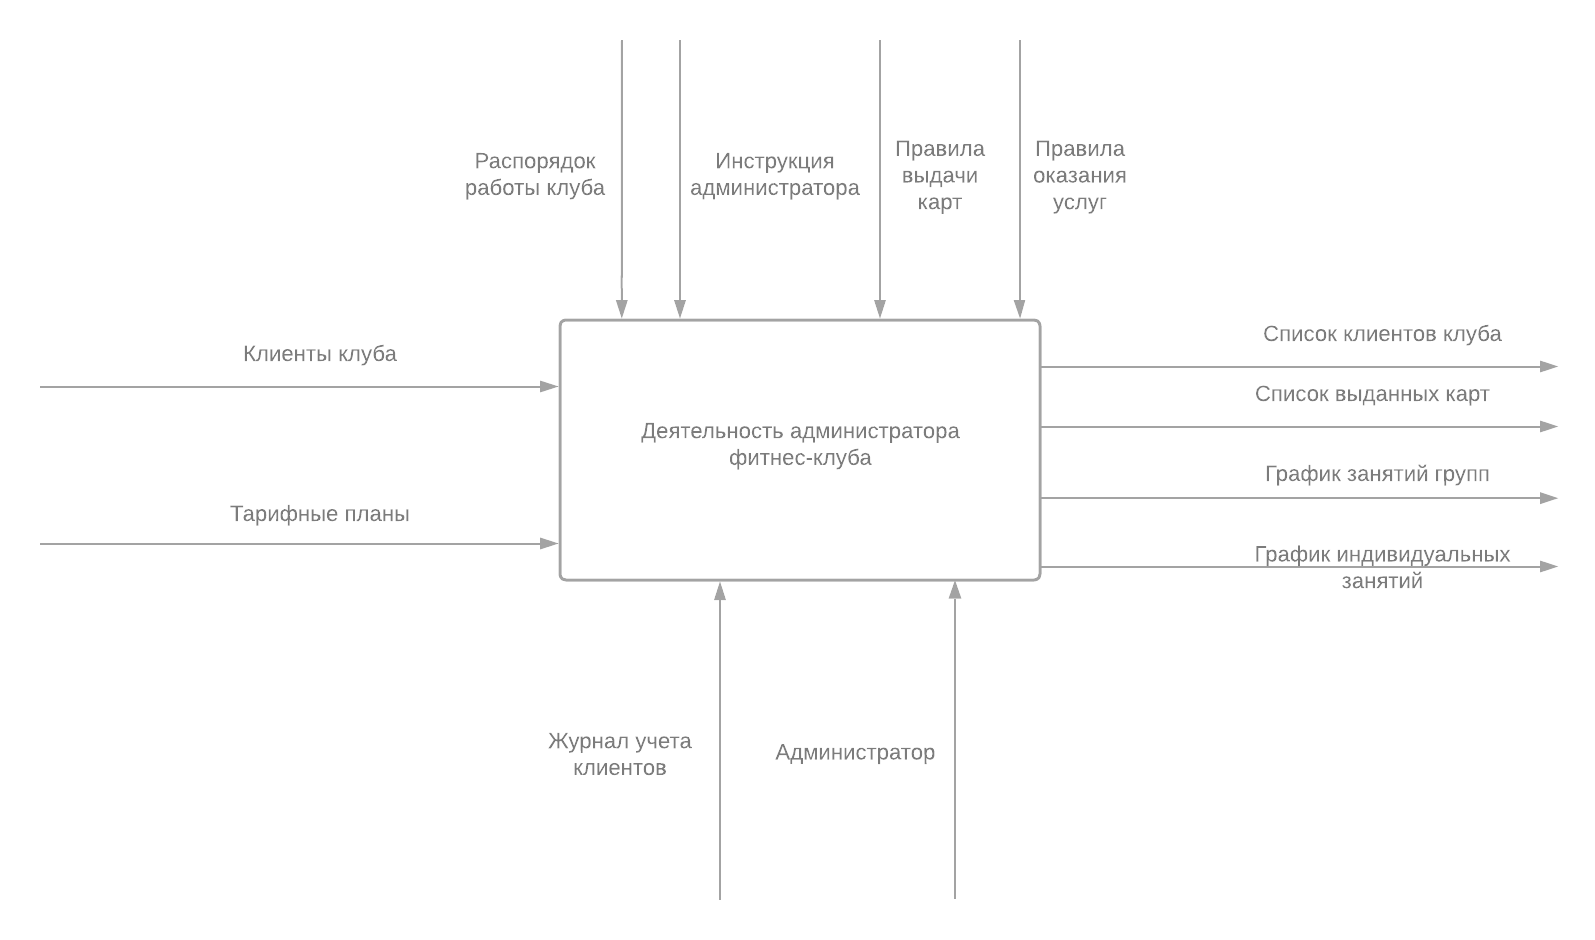 Распорядок
работы клуба
Инструкция
администратора
Правила
выдачи
карт
Правила
оказания
услуг
Клиенты клуба
Тарифные планы
Деятельность администратора
фитнес-клуба
Список клиентов клуба
Список выданных карт
График занятий групп
График индивидуальных
занятий
Журнал учета
клиентов
Администратор